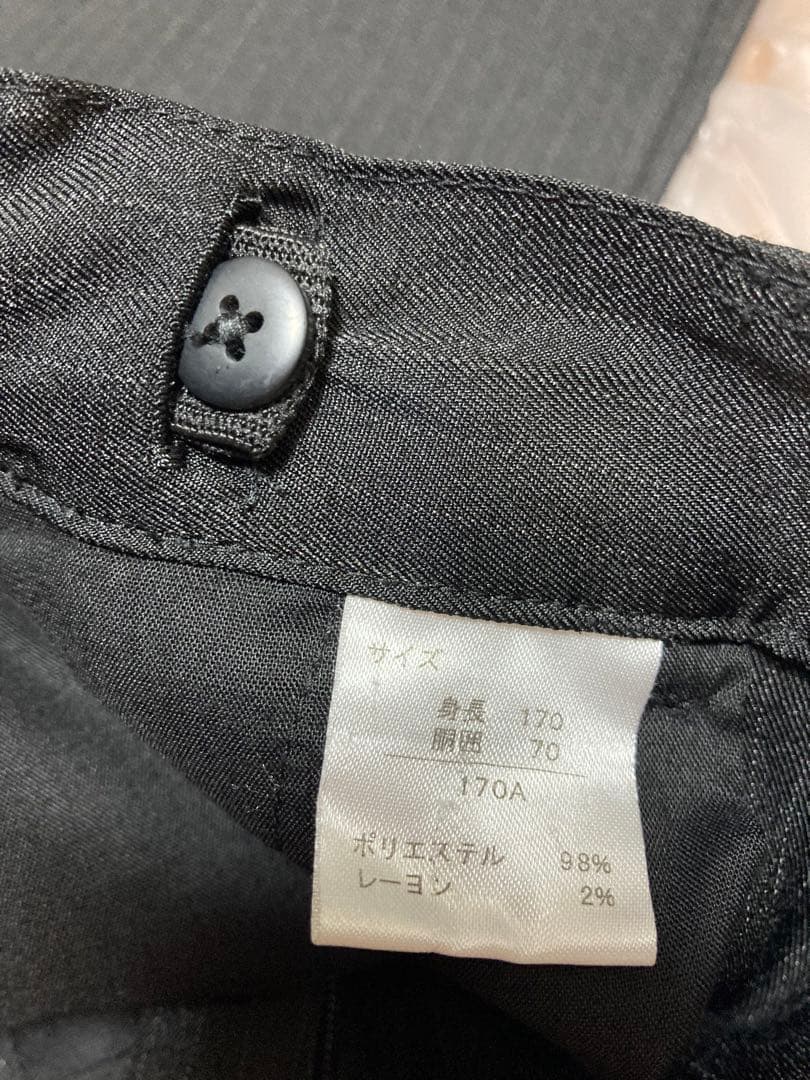 サイズ
身長 170
胴囲 70
170A
ポリエステル 98%
レーヨン 2%